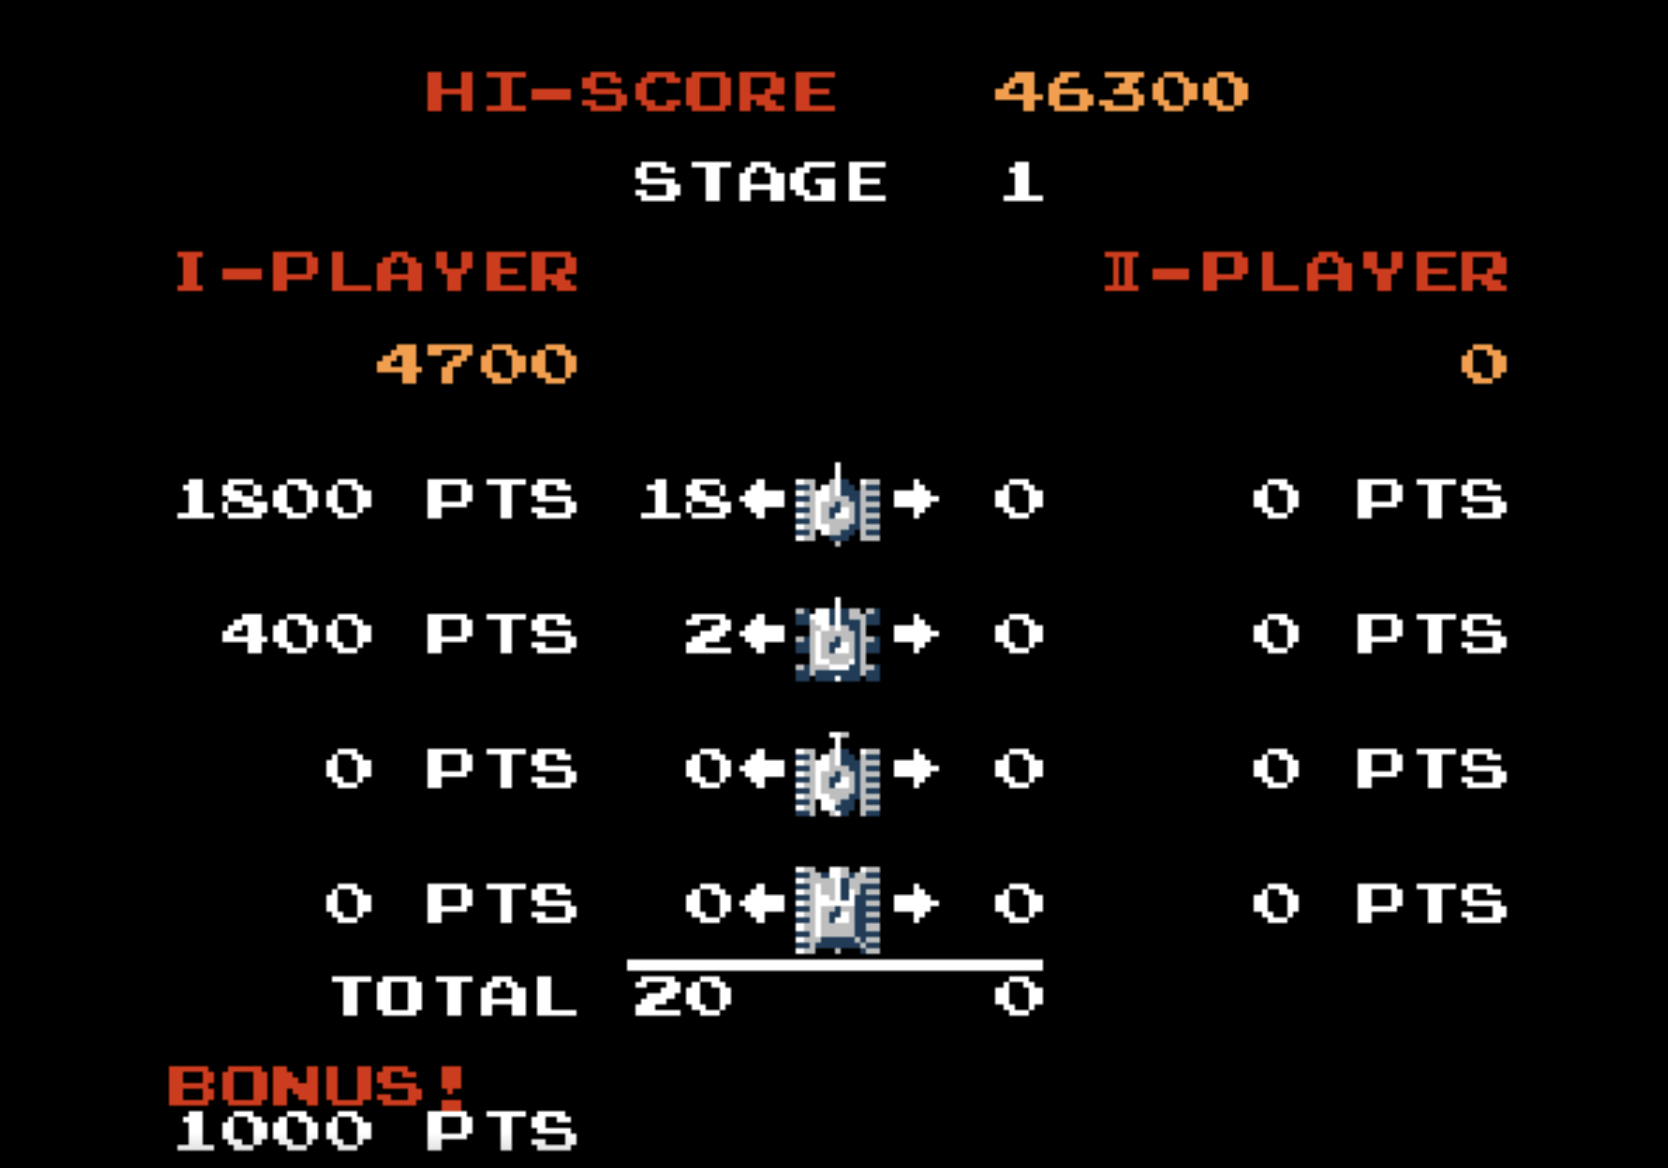 HI-SCORE 46300
STAGE 1
I-PLAYER II-PLAYER
4700 0
1800 PTS 18← → 0 0 PTS
400 PTS 2← → 0 0 PTS
0 PTS 0← → 0 0 PTS
0 PTS 0← → 0 0 PTS
TOTAL 20 0
BONUS!
1000 PTS